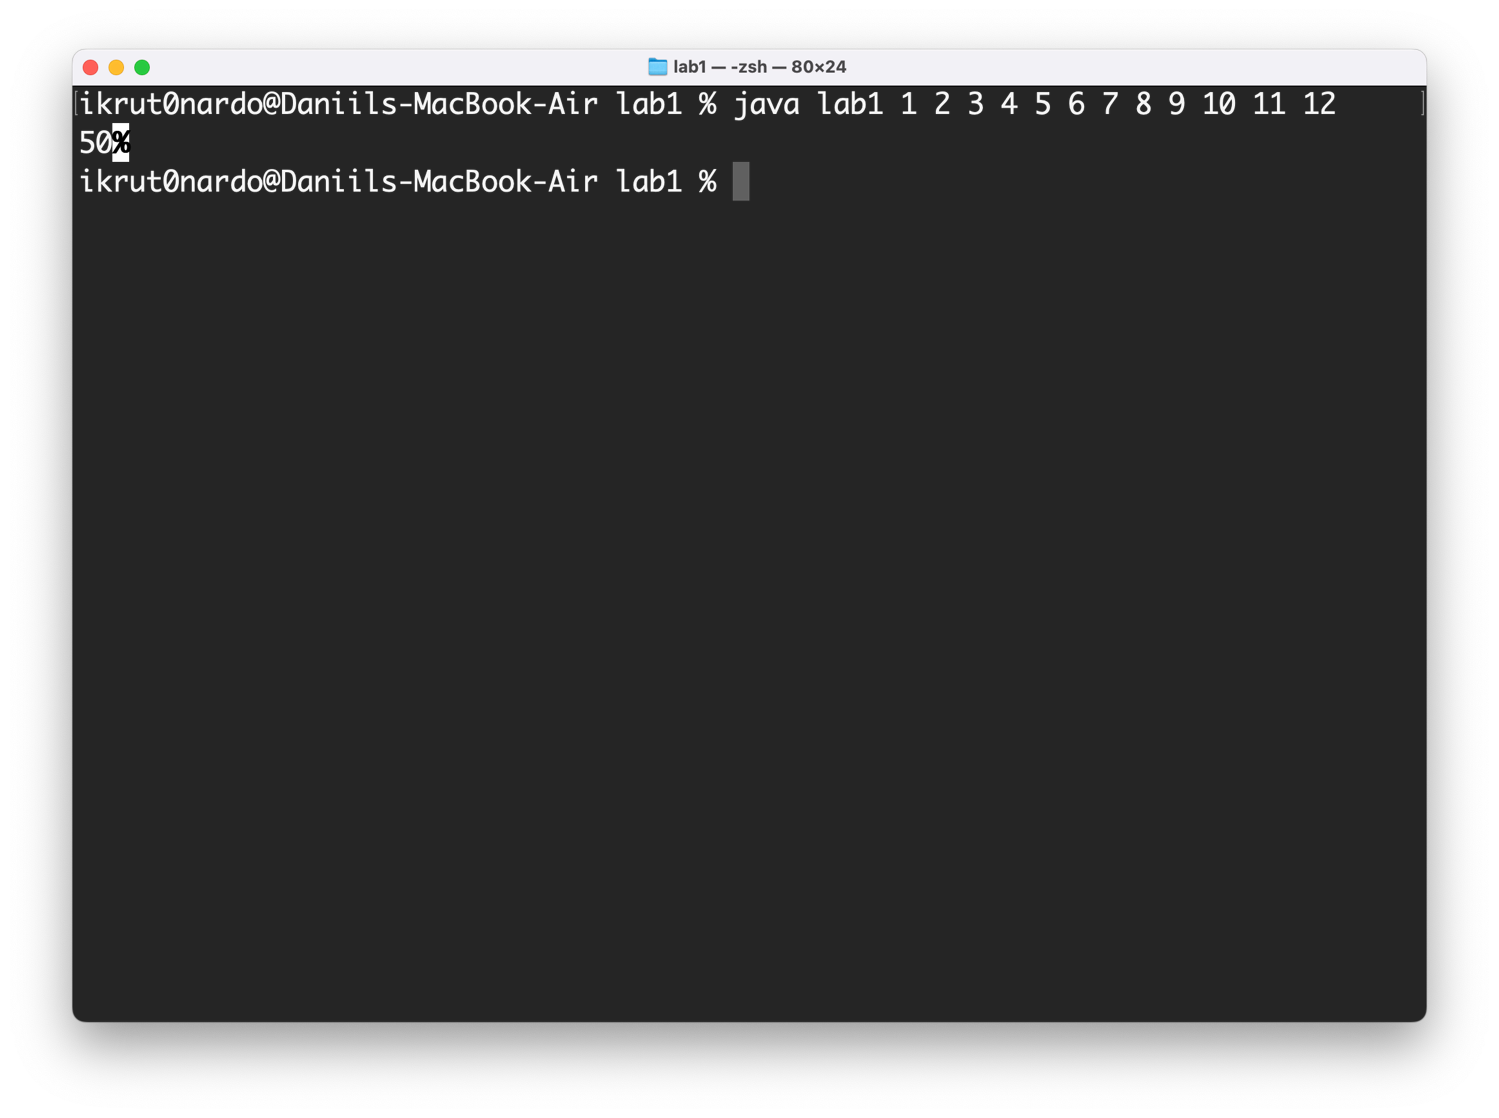 lab1 — -zsh — 80×24
ikrut0nardo@Daniils-MacBook-Air lab1 % java lab1 1 2 3 4 5 6 7 8 9 10 11 12
50%
ikrut0nardo@Daniils-MacBook-Air lab1 %